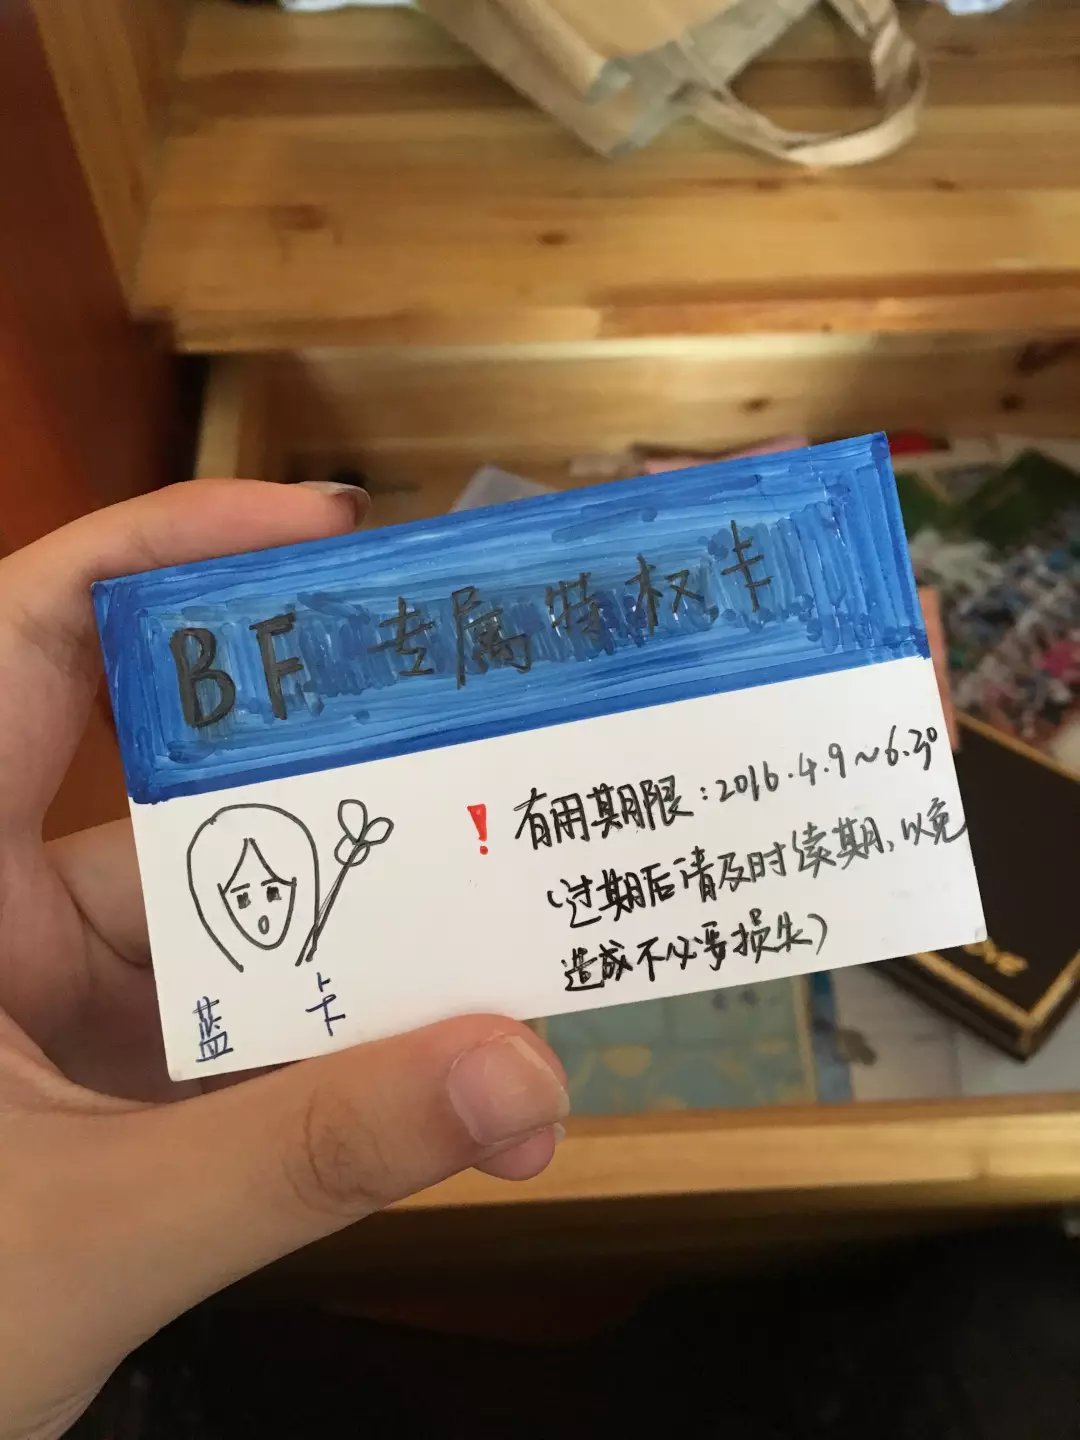 BF 专属特权卡
！有用期限：2016.4.9~6.30
（过期后请及时续期、以免
造成不必要损失）
蓝 卡